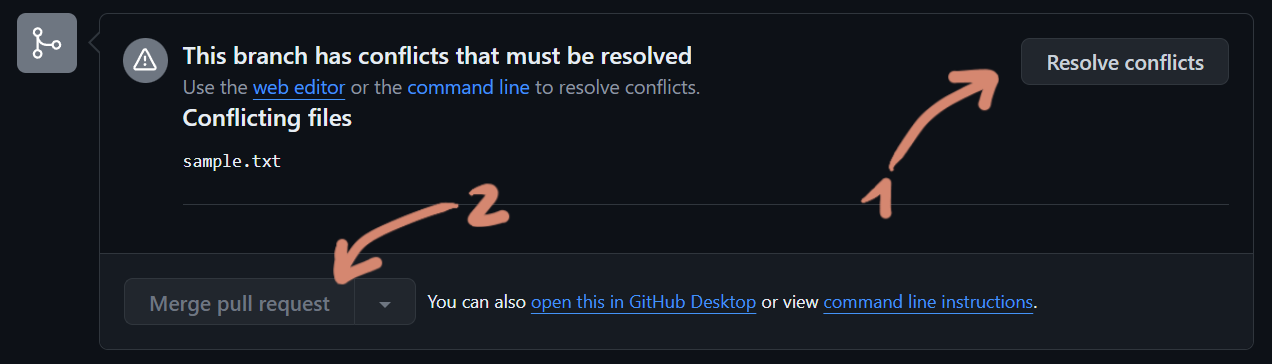 This branch has conflicts that must be resolved
Resolve conflicts
Use the web editor or the command line to resolve conflicts.
Conflicting files
sample.txt
1
2
Merge pull request
You can also open this in GitHub Desktop or view command line instructions.